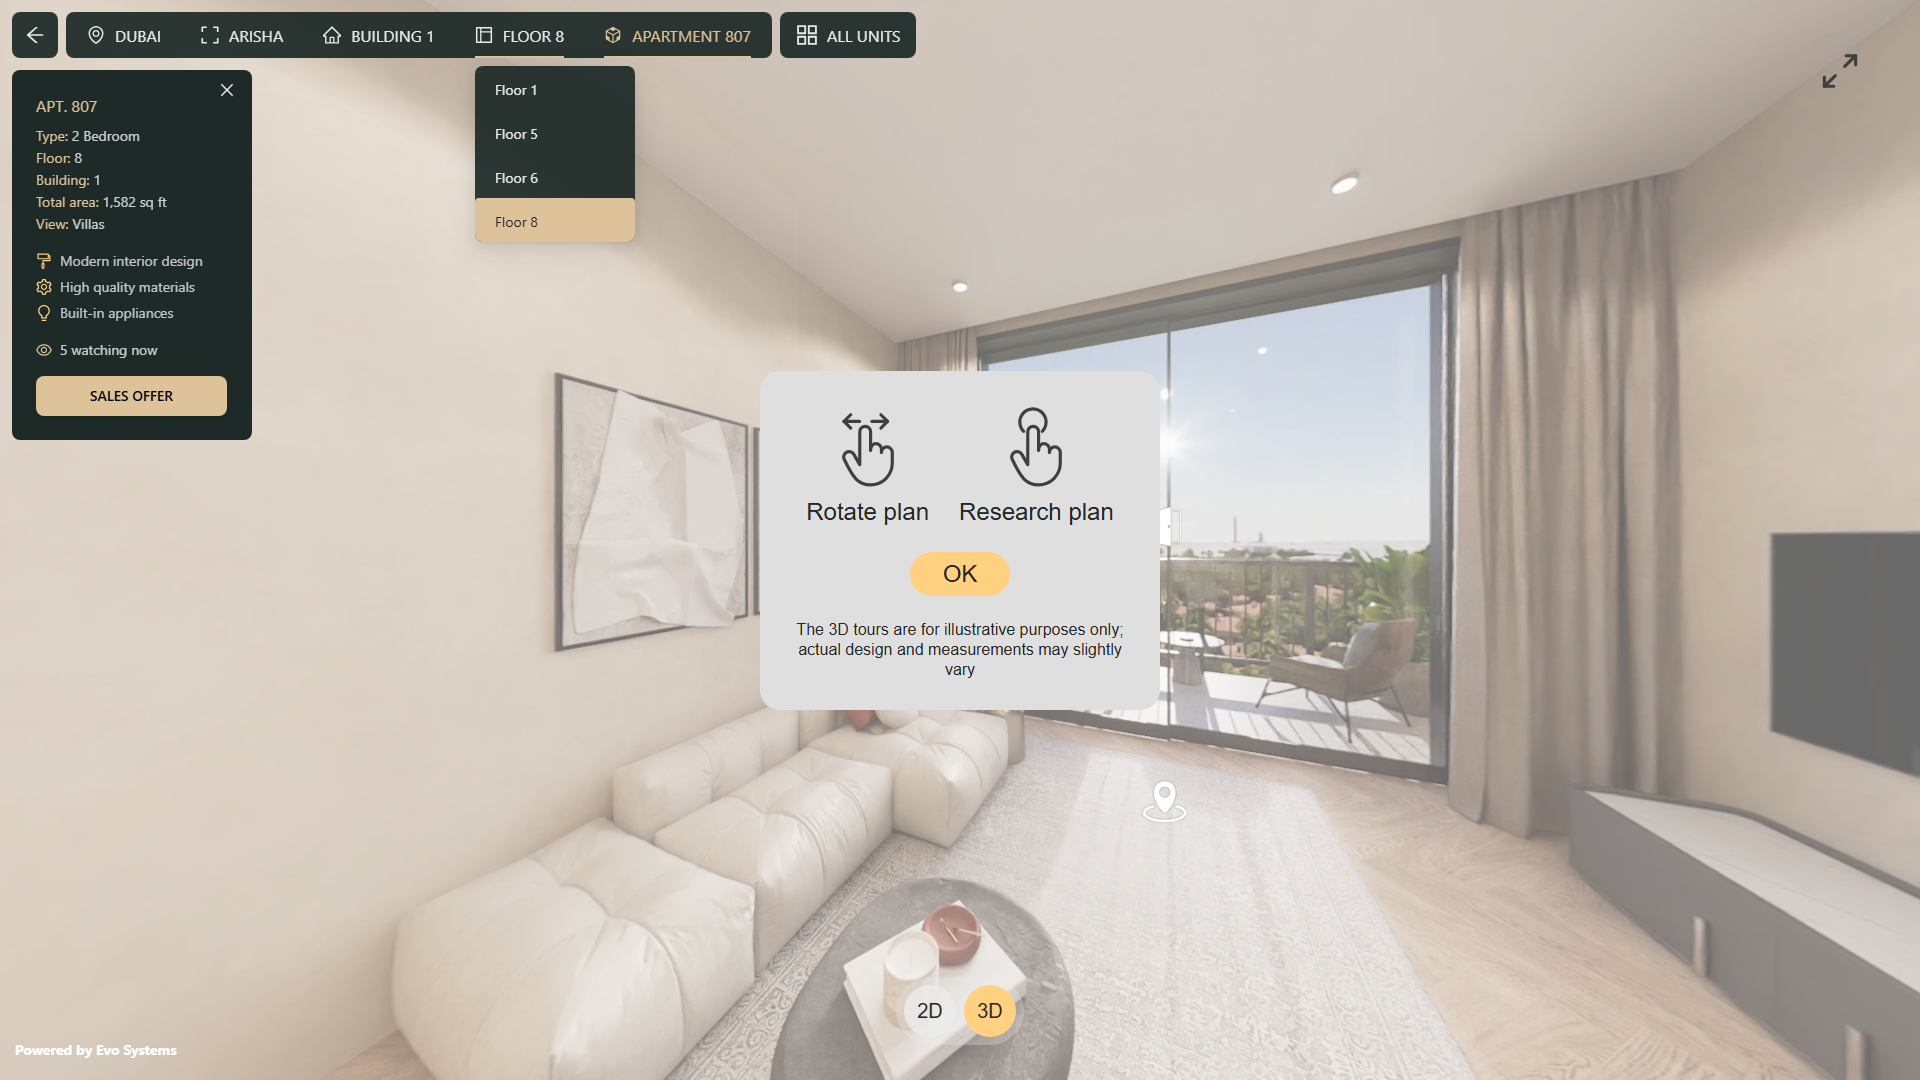 DUBAI
ARISHA
BUILDING 1
FLOOR 8
APARTMENT 807
ALL UNITS
Floor 1
Floor 5
Floor 6
Floor 8
APT. 807
Type: 2 Bedroom
Floor: 8
Building: 1
Total area: 1,582 sq ft
View: Villas
Modern interior design
High quality materials
Built-in appliances
5 watching now
SALES OFFER
Rotate plan
Research plan
OK
The 3D tours are for illustrative purposes only;
actual design and measurements may slightly
vary
2D
3D
Powered by Evo Systems